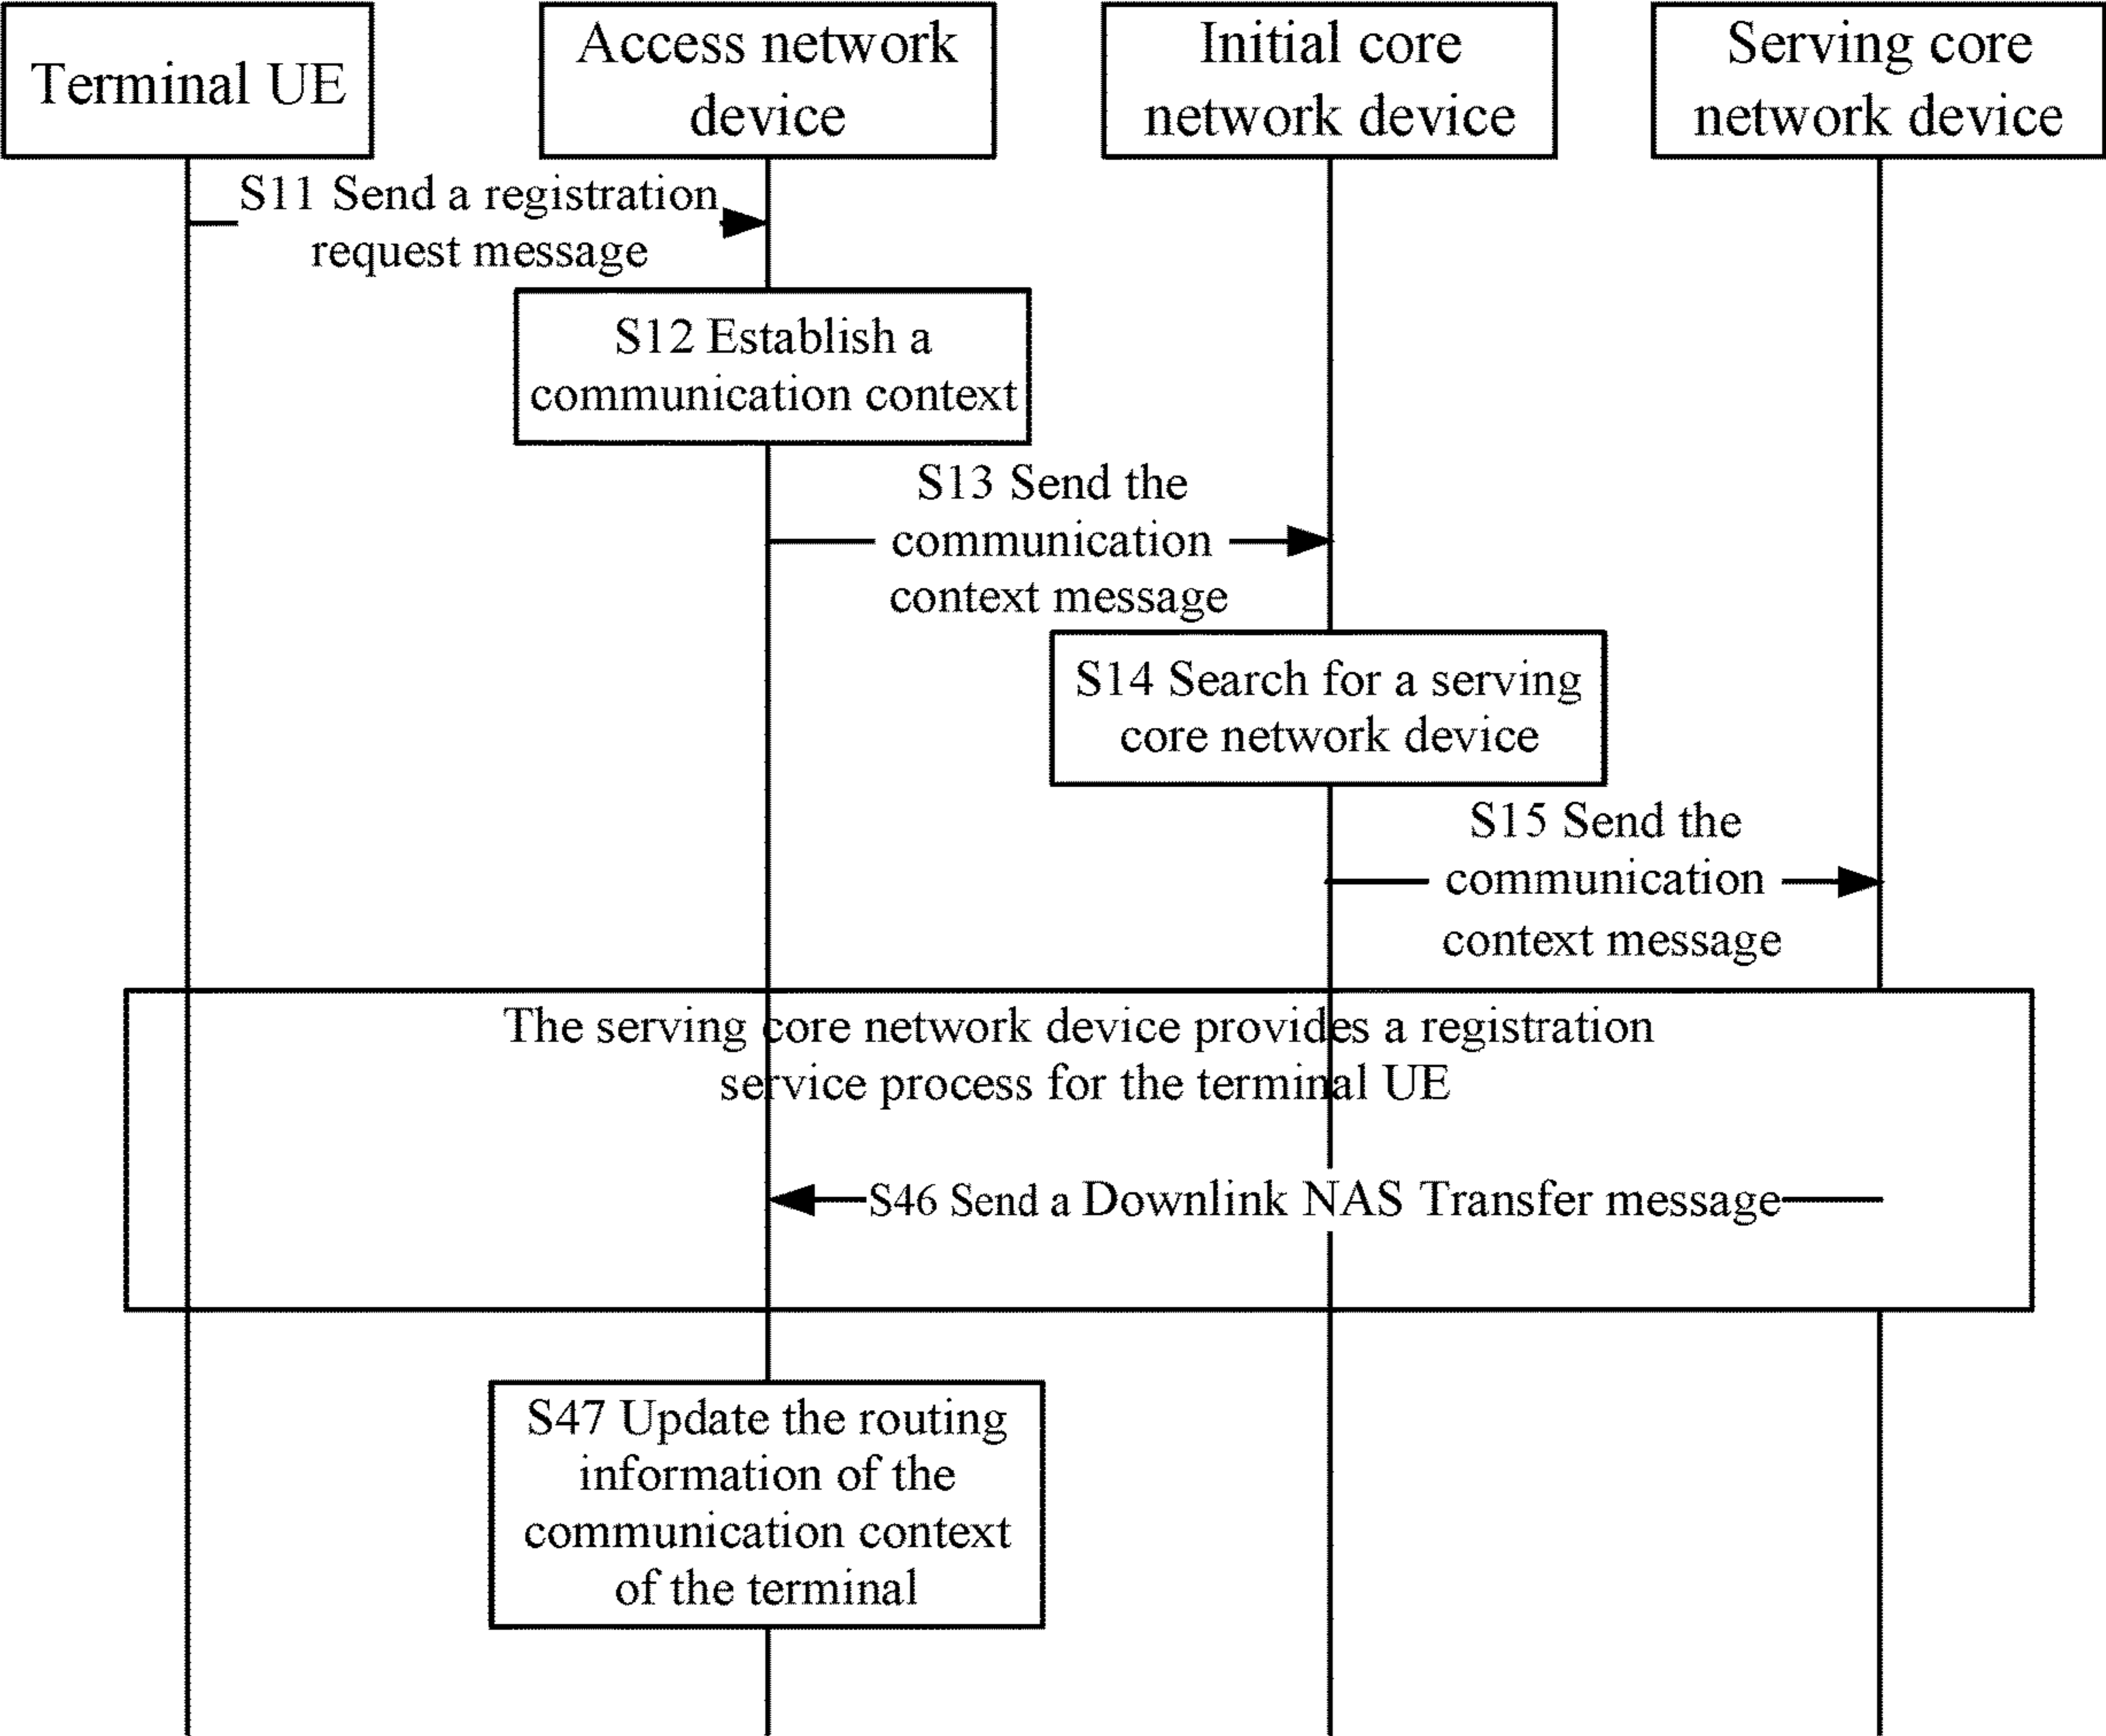 Terminal UE
Access network
device
Initial core
network device
Serving core
network device
S11 Send a registration
request message
S12 Establish a
communication context
S13 Send the
communication
context message
S14 Search for a serving
core network device
S15 Send the
communication
context message
The serving core network device provides a registration
service process for the terminal UE
S46 Send a Downlink NAS Transfer message
S47 Update the routing
information of the
communication context
of the terminal